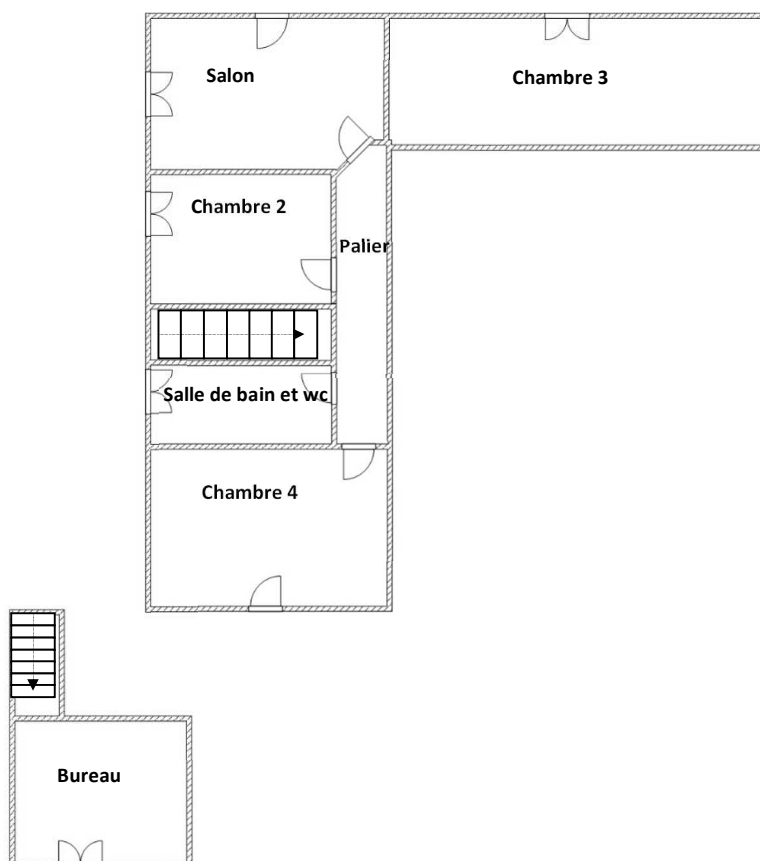 Salon
Chambre 3
Chambre 2
Palier
Salle de bain et wc
Chambre 4
Bureau